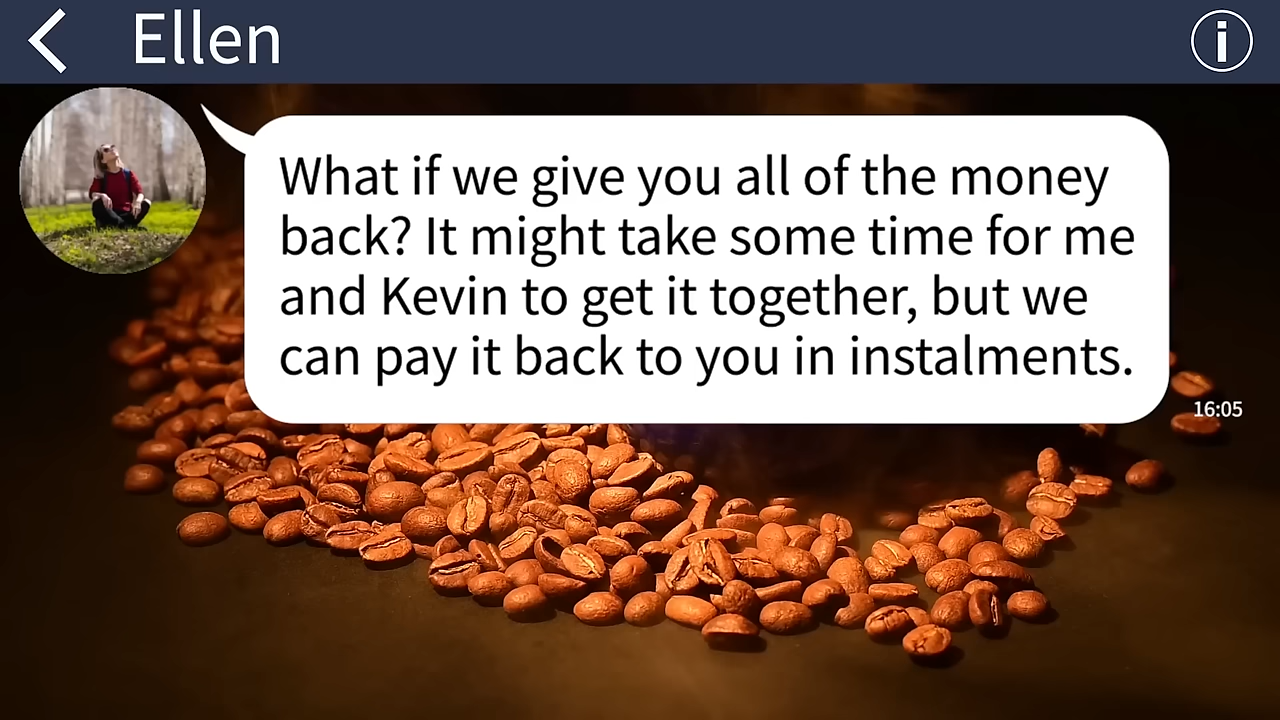 Ellen
What if we give you all of the money
back? It might take some time for me
and Kevin to get it together, but we
can pay it back to you in instalments.
16:05